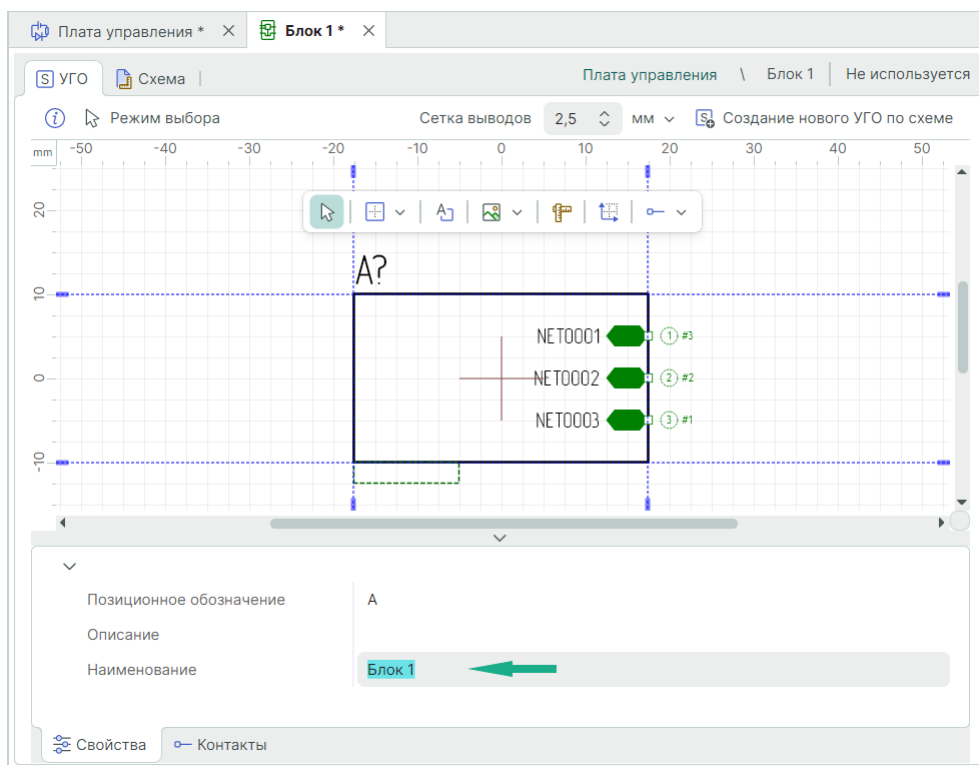 Плата управления * Блок 1 *
УГО Схема Плата управления \ Блок 1 Не используется
Режим выбора Сетка выводов 2,5 мм Создание нового УГО по схеме
mm -50 -40 -30 -20 -10 0 10 20 30 40 50
20
A?
10
NET0001 1 #3
0 NET0002 2 #2
NET0003 3 #1
-10
Позиционное обозначение A
Описание
Наименование Блок 1
Свойства Контакты